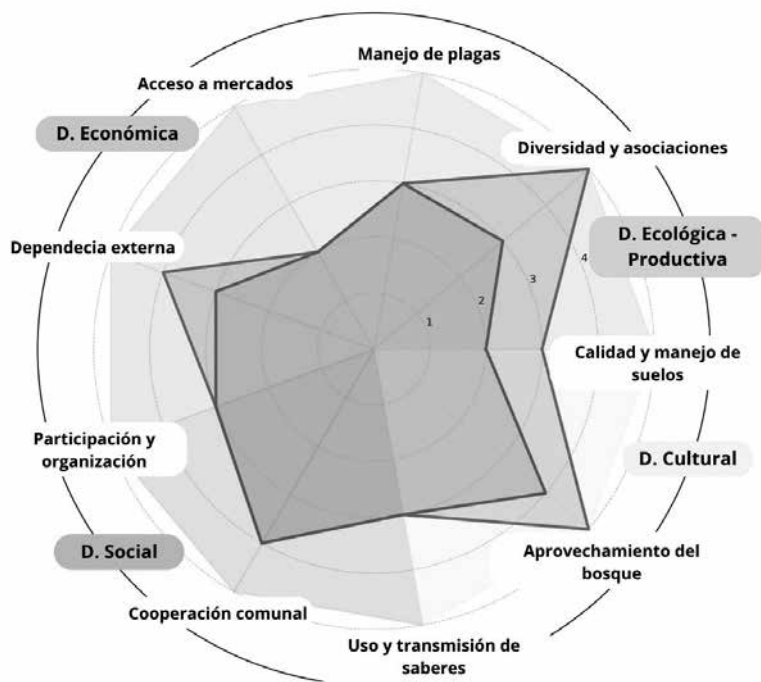 Manejo de plagas
Acceso a mercados
D. Económica
Diversidad y asociaciones
Dependecia externa
D. Ecológica -
Productiva
4
3
2
1
Calidad y manejo de
suelos
Participación y
organización
D. Cultural
D. Social
Aprovechamiento del
bosque
Cooperación comunal
Uso y transmisión de
saberes